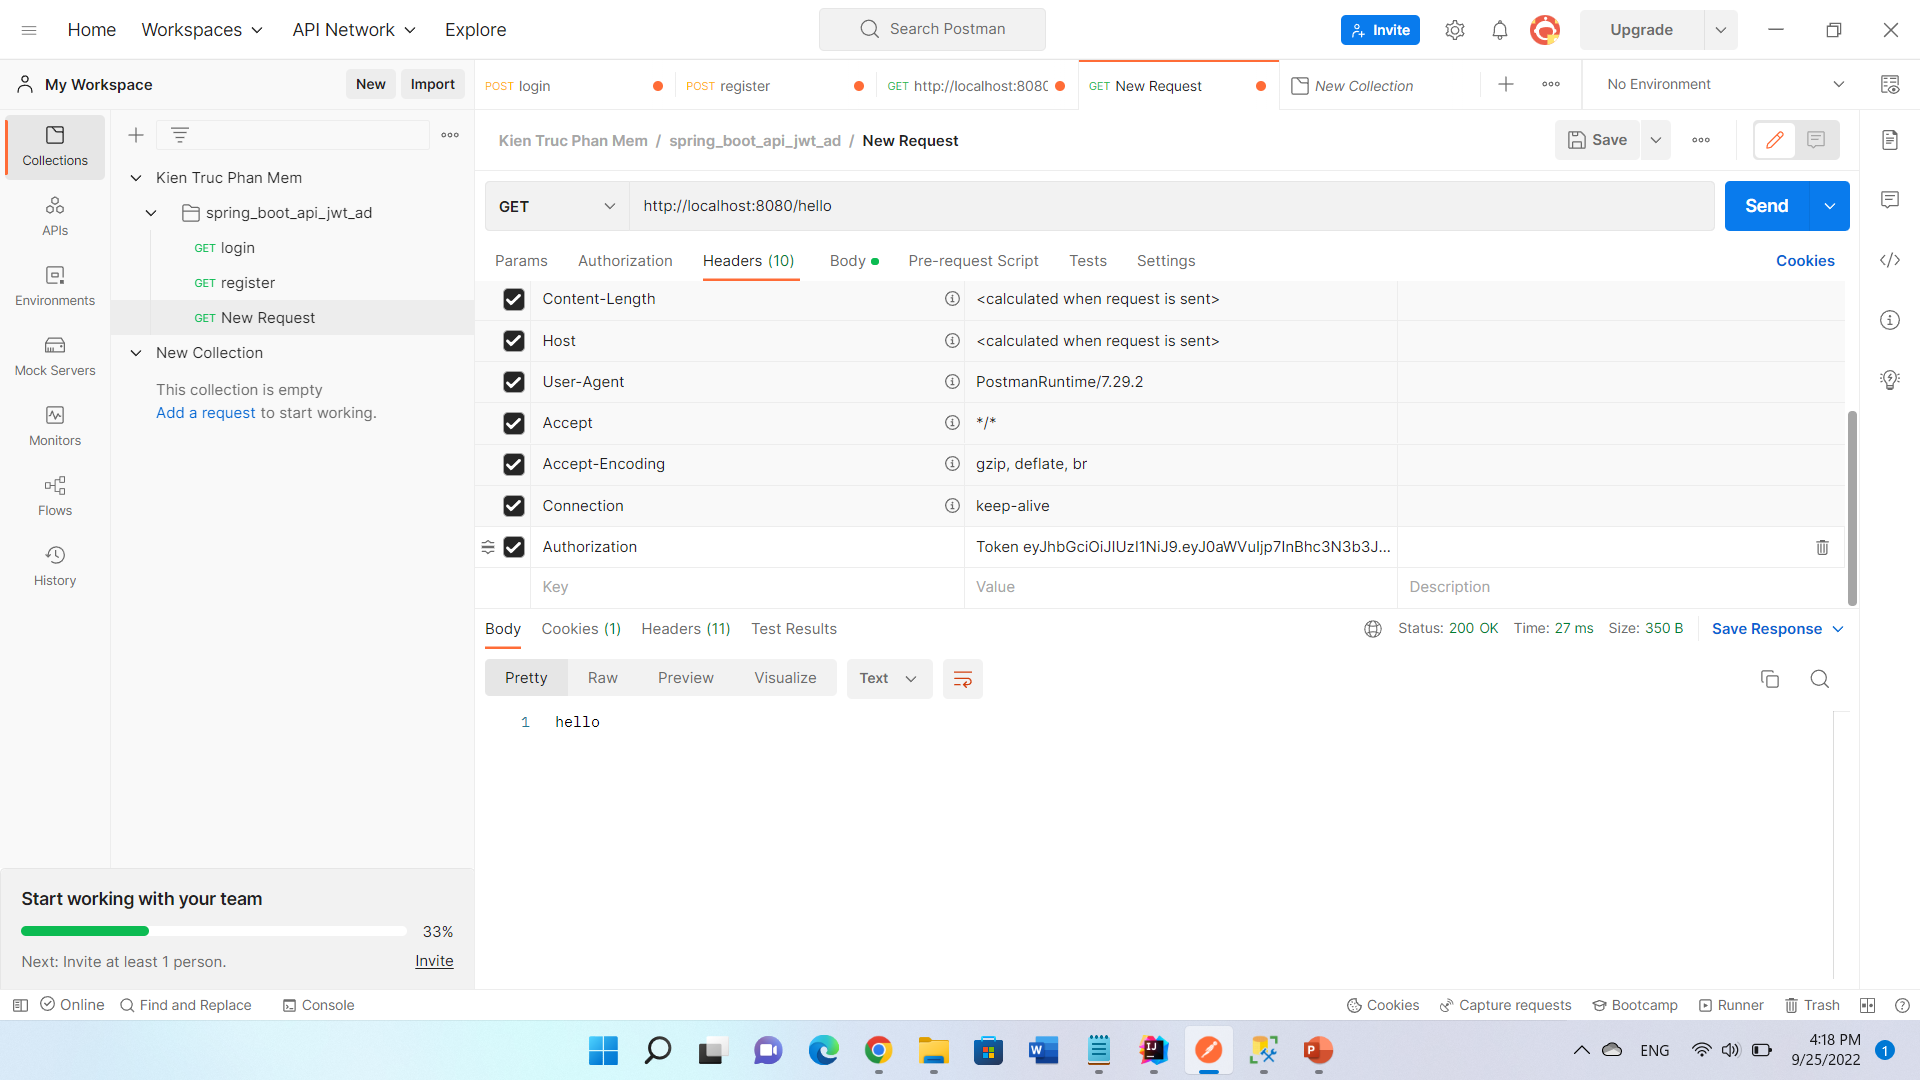 Home Workspaces API Network Explore Search Postman Invite Upgrade
My Workspace New Import
POST login POST register GET http://localhost:808 GET New Request New Collection No Environment
Collections
APIs
Environments
Mock Servers
Monitors
Flows
History
Kien Truc Phan Mem
spring_boot_api_jwt_ad
GET login
GET register
GET New Request
New Collection
This collection is empty
Add a request to start working.
Kien Truc Phan Mem / spring_boot_api_jwt_ad / New Request Save
GET http://localhost:8080/hello Send
Params Authorization Headers (10) Body Pre-request Script Tests Settings Cookies
Content-Length <calculated when request is sent>
Host <calculated when request is sent>
User-Agent PostmanRuntime/7.29.2
Accept */*
Accept-Encoding gzip, deflate, br
Connection keep-alive
Authorization Token eyJhbGciOiJIUzI1NiJ9.eyJ0aWVuIjp7InBhc3N3b3J...
Key Value Description
Body Cookies (1) Headers (11) Test Results Status: 200 OK Time: 27 ms Size: 350 B Save Response
Pretty Raw Preview Visualize Text
1 hello
Start working with your team
33%
Next: Invite at least 1 person. Invite
Online Find and Replace Console Cookies Capture requests Bootcamp Runner Trash
ENG 4:18 PM
9/25/2022 1